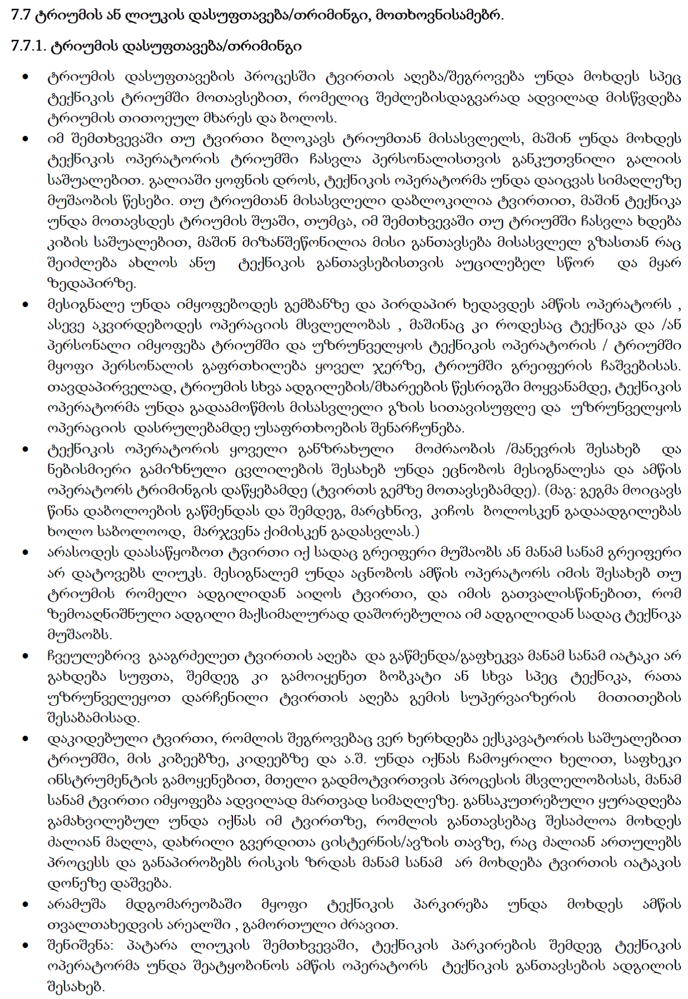 7.7 ტრიუმის ან ლიუკის დასუფთავება/თრიმინგი, მოთხოვნისამებრ.
7.7.1. ტრიუმის დასუფთავება/თრიმინგი
• ტრიუმის დასუფთავების პროცესში ტვირთის აღება/შეგროვება უნდა მოხდეს სპეც
ტექნიკის ტრიუმში მოთავსებით, რომელიც შეძლებისდაგვარად ადვილად მისწვდება
ტრიუმის თითოეულ მხარეს და ბოლოს.
• იმ შემთხვევაში თუ ტვირთი ბლოკავს ტრიუმთან მისასვლელს, მაშინ უნდა მოხდეს
ტექნიკის ოპერატორის ტრიუმში ჩასვლა პერსონალისთვის განკუთვნილი გალიის
საშუალებით. გალიაში ყოფნის დროს, ტექნიკის ოპერატორმა უნდა დაიცვას სიმაღლეზე
მუშაობის წესები. თუ ტრიუმთან მისასვლელი დაბლოკილია ტვირთით, მაშინ ტექნიკა
უნდა მოთავსდეს ტრიუმის შუაში, თუმცა, იმ შემთხვევაში თუ ტრიუმში ჩასვლა ხდება
კიბის საშუალებით, მაშინ მიზანშეწონილია მისი განთავსება მისასვლელ გზასთან რაც
შეიძლება ახლოს ანუ ტექნიკის განთავსებისთვის აუცილებელ სწორ და მყარ
ზედაპირზე.
• მესიგნალე უნდა იმყოფებოდეს გემბანზე და პირდაპირ ხედავდეს ამწის ოპერატორს ,
ასევე აკვირდებოდეს ოპერაციის მსვლელობას , მაშინაც კი როდესაც ტექნიკა და /ან
პერსონალი იმყოფება ტრიუმში და უზრუნველყოს ტექნიკის ოპერატორის / ტრიუმში
მყოფი პერსონალის გაფრთხილება ყოველ ჯერზე, ტრიუმში გრეიფერის ჩაშვებისას.
თავდაპირველად, ტრიუმის სხვა ადგილების/მხარეების წესრიგში მოყვანამდე, ტექნიკის
ოპერატორმა უნდა გადაამოწმოს მისასვლელი გზის სითავისუფლე და უზრუნველყოს
ოპერაციის დასრულებამდე უსაფრთხოების შენარჩუნება.
• ტექნიკის ოპერატორის ყოველი განზრახული მოძრაობის /მანევრის შესახებ და
ნებისმიერი გამიზნული ცვლილების შესახებ უნდა ეცნობოს მესიგნალესა და ამწის
ოპერატორს ტრიმინგის დაწყებამდე (ტვირთს გემზე მოთავსებამდე). (მაგ: გეგმა მოიცავს
წინა დაბოლოების გაწმენდას და შემდეგ, მარცხნივ, კიჩოს ბოლოსკენ გადაადგილებას
ხოლო საბოლოოდ, მარჯვენა ქიმისკენ გადასვლას.)
• არასოდეს დაასაწყობოთ ტვირთი იქ სადაც გრეიფერი მუშაობს ან მანამ სანამ გრეიფერი
არ დატოვებს ლიუკს. მესიგნალემ უნდა აცნობოს ამწის ოპერატორს იმის შესახებ თუ
ტრიუმის რომელი ადგილიდან აიღოს ტვირთი, და იმის გათვალისწინებით, რომ
ზემოაღნიშნული ადგილი მაქსიმალურად დაშორებულია იმ ადგილიდან სადაც ტექნიკა
მუშაობს.
• ჩვეულებრივ გააგრძელეთ ტვირთის აღება და გაწმენდა/გაფხეკვა მანამ სანამ იატაკი არ
გახდება სუფთა, შემდეგ კი გამოიყენეთ ბობკატი ან სხვა სპეც ტექნიკა, რათა
უზრუნველეყოთ დარჩენილი ტვირთის აღება გემის სუპერვაიზერის მითითების
შესაბამისად.
• დაკიდებული ტვირთი, რომლის შეგროვებაც ვერ ხერხდება ექსკავატორის საშუალებით
ტრიუმში, მის კიბეებზე, კიდეებზე და ა.შ. უნდა იქნას ჩამოყრილი ხელით, საფხეკი
ინსტრუმენტის გამოყენებით, მთელი გადმოტვირთვის პროცესის მსვლელობისას, მანამ
სანამ ტვირთი იმყოფება ადვილად მართვად სიმაღლეზე. განსაკუთრებული ყურადღება
გამახვილებულ უნდა იქნას იმ ტვირთზე, რომლის განთავსებაც შესაძლოა მოხდეს
ძალიან მაღლა, დახრილი გვერდითა ცისტერნის/ავზის თავზე, რაც ძალიან ართულებს
პროცესს და განაპირობებს რისკის ზრდას მანამ სანამ არ მოხდება ტვირთის იატაკის
დონეზე დაშვება.
• არამუშა მდგომარეობაში მყოფი ტექნიკის პარკირება უნდა მოხდეს ამწის
თვალთახედვის არეალში , გამორთული ძრავით.
• შენიშვნა: პატარა ლიუკის შემთხვევაში, ტექნიკის პარკირების შემდეგ ტექნიკის
ოპერატორმა უნდა შეატყობინოს ამწის ოპერატორს ტექნიკის განთავსების ადგილის
შესახებ.